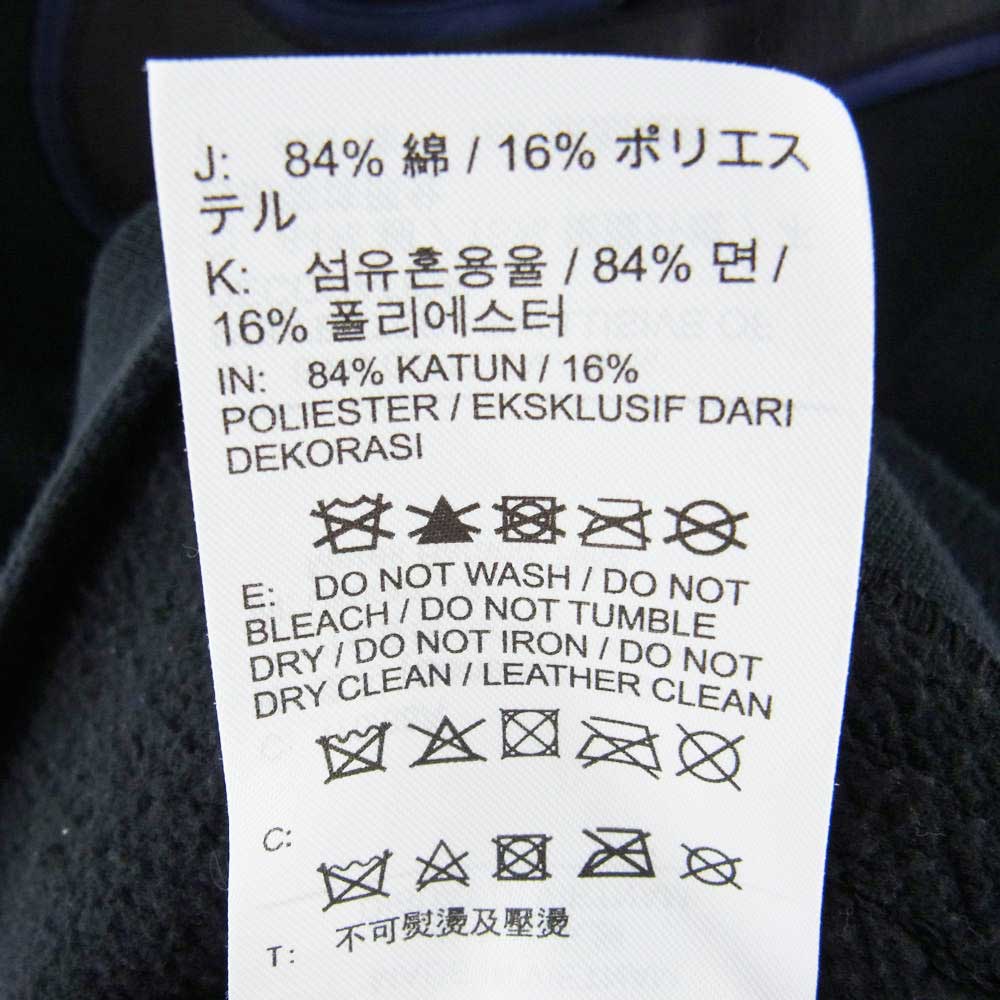 J: 84% 綿 / 16% ポリエス
テル
K: 섬유혼용율 / 84% 면 /
16% 폴리에스터
IN: 84% KATUN / 16%
POLIESTER / EKSKLUSIF DARI
DEKORASI
E: DO NOT WASH / DO NOT
BLEACH / DO NOT TUMBLE
DRY / DO NOT IRON / DO NOT
DRY CLEAN / LEATHER CLEAN
C:
T: 不可熨燙及壓燙